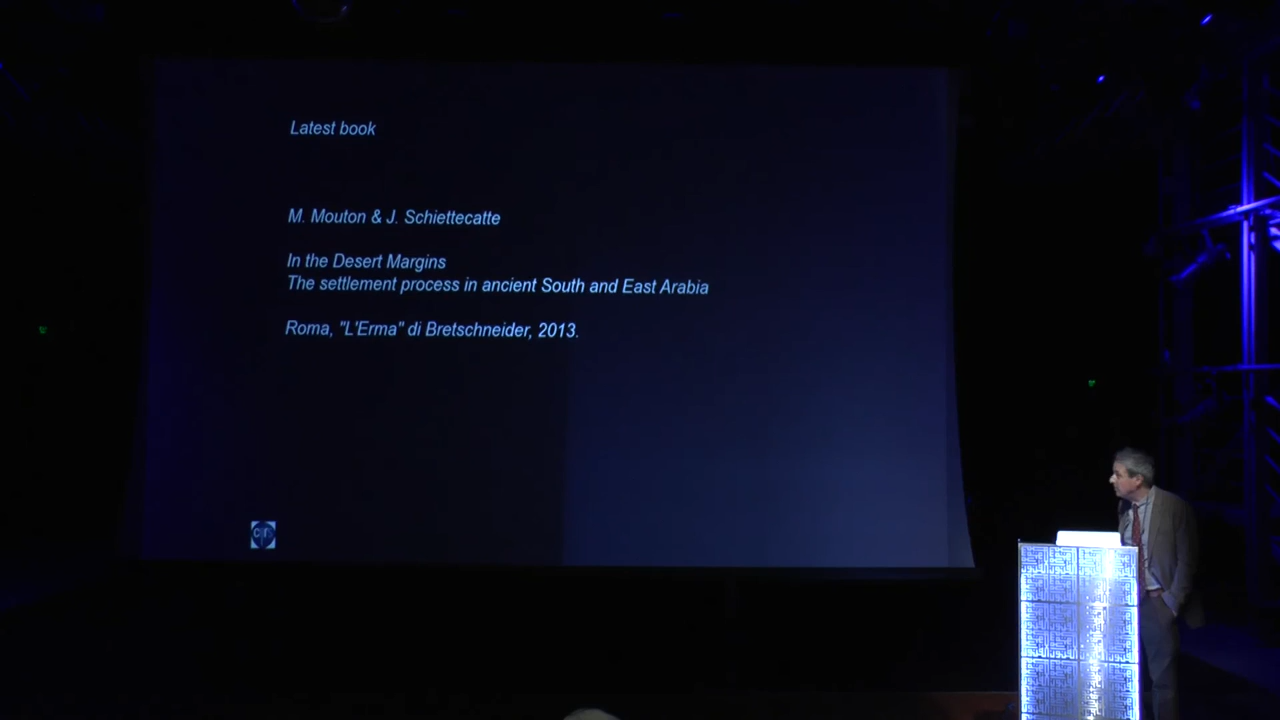 Latest book
M. Mouton & J. Schiettecatte
In the Desert Margins
The settlement process in ancient South and East Arabia
Roma, "L'Erma" di Bretschneider, 2013.